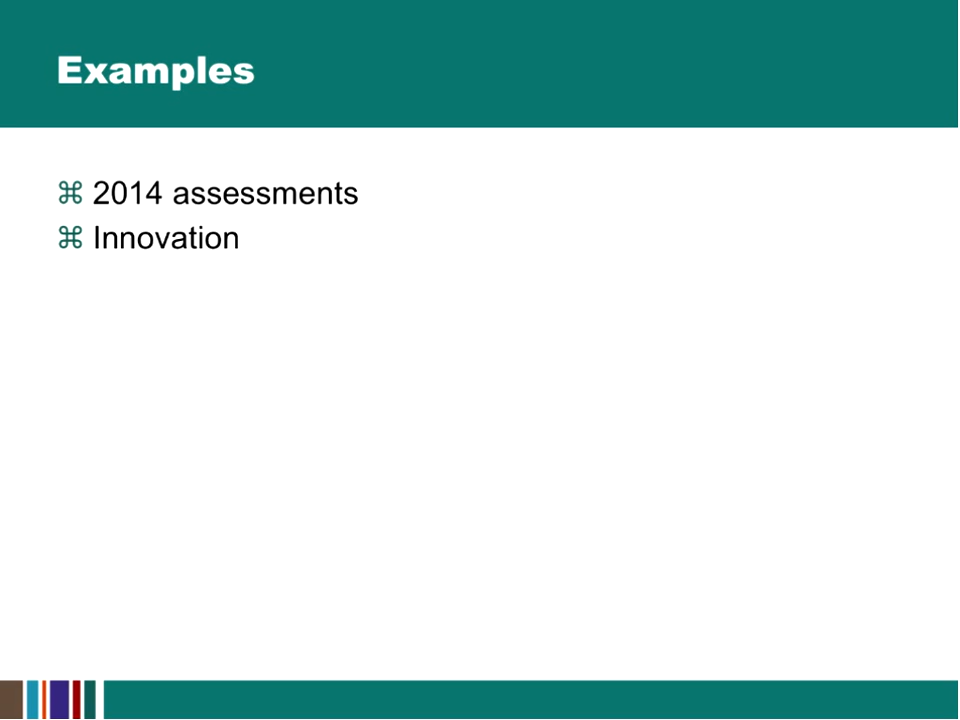 Examples
⌘ 2014 assessments
⌘ Innovation